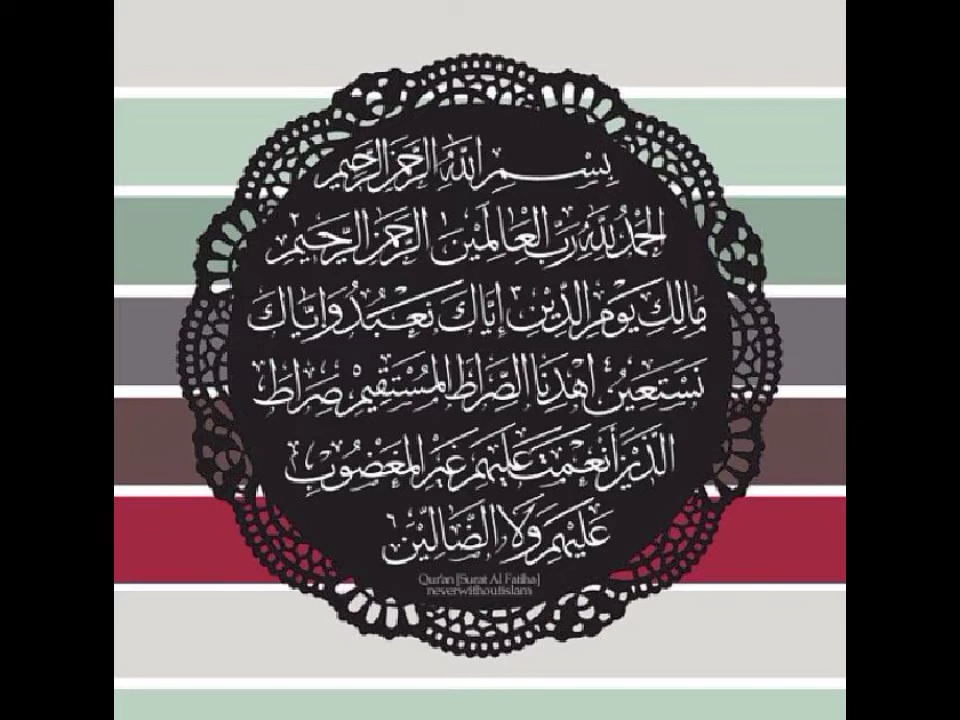 بِسْمِ اللَّهِ الرَّحْمَنِ الرَّحِيمِ
الْحَمْدُ لِلَّهِ رَبِّ الْعَالَمِينَ الرَّحْمَنِ الرَّحِيمِ
مَالِكِ يَوْمِ الدِّينِ إِيَّاكَ نَعْبُدُ وَإِيَّاكَ
نَسْتَعِينُ اهْدِنَا الصِّرَاطَ الْمُسْتَقِيمَ صِرَاطَ
الَّذِينَ أَنْعَمْتَ عَلَيْهِمْ غَيْرِ الْمَغْضُوبِ
عَلَيْهِمْ وَلَا الضَّالِّينَ
Qur'an [Surat Al Fatiha]
neverwithoutislam